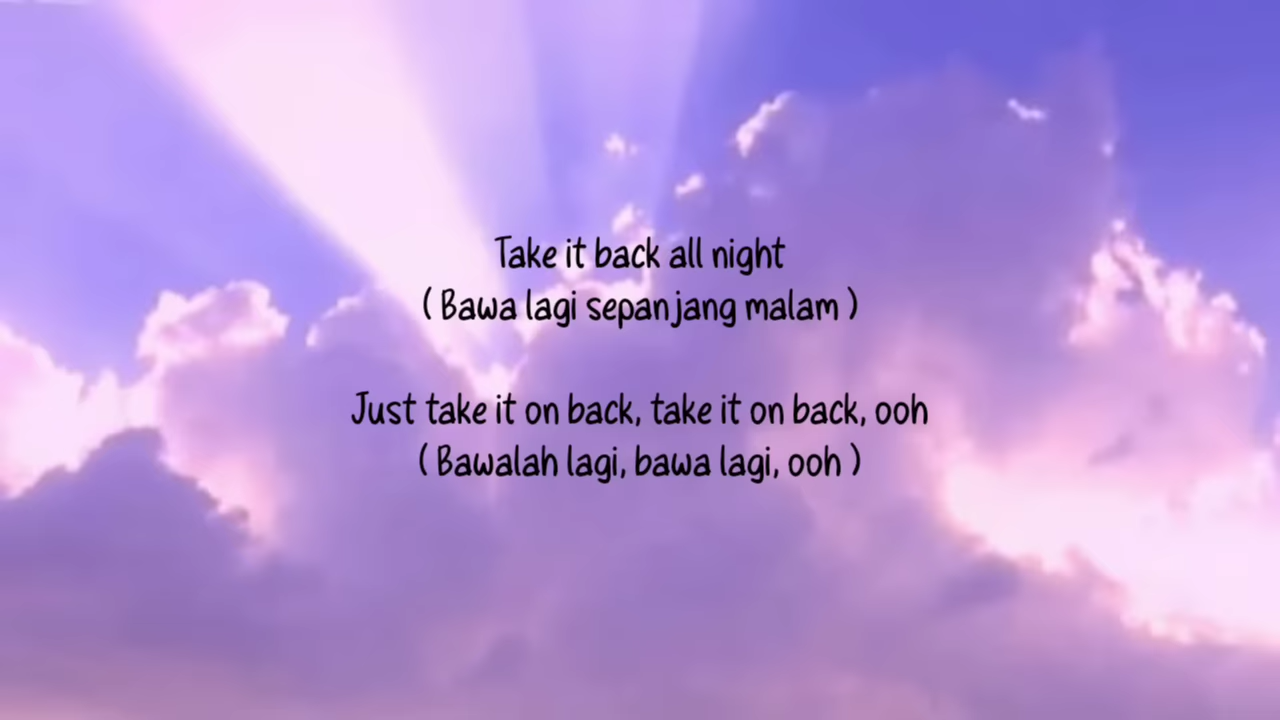 Take it back all night
( Bawa lagi sepanjang malam )
Just take it on back, take it on back, ooh
( Bawalah lagi, bawa lagi, ooh )